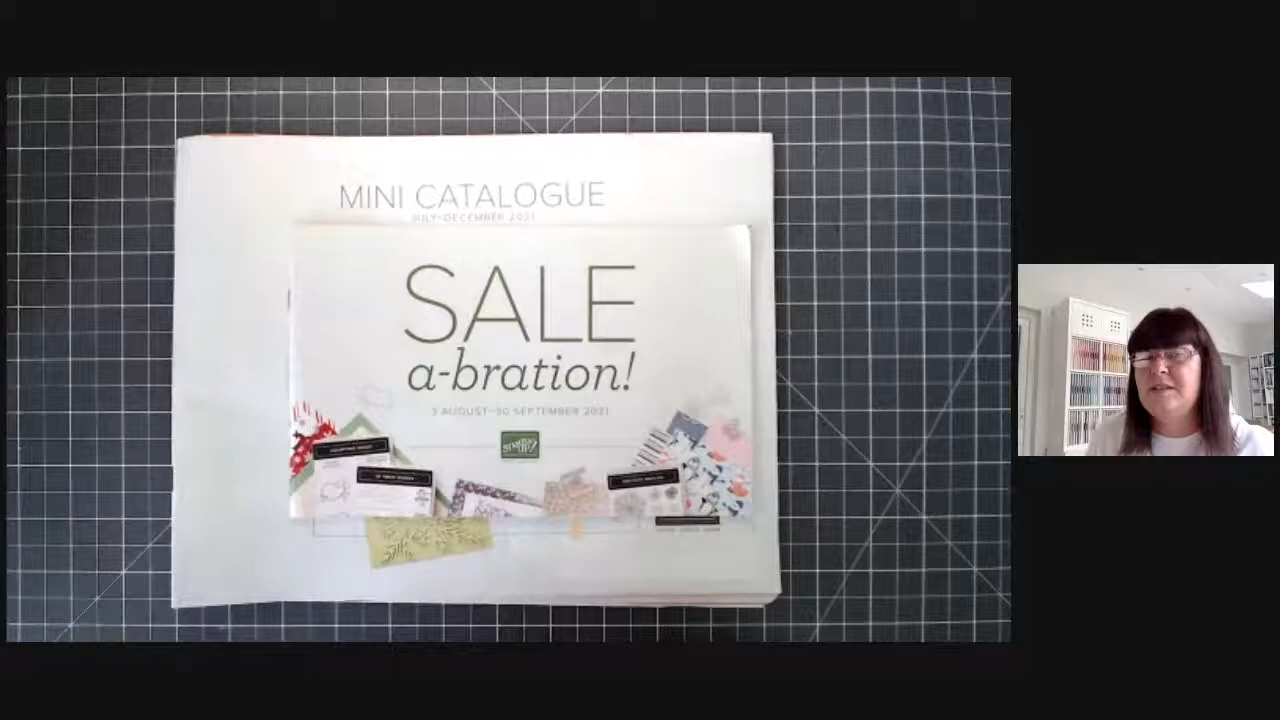 MINI CATALOGUE
JULY–DECEMBER 2021
SALE
a-bration!
3 AUGUST–30 SEPTEMBER 2021